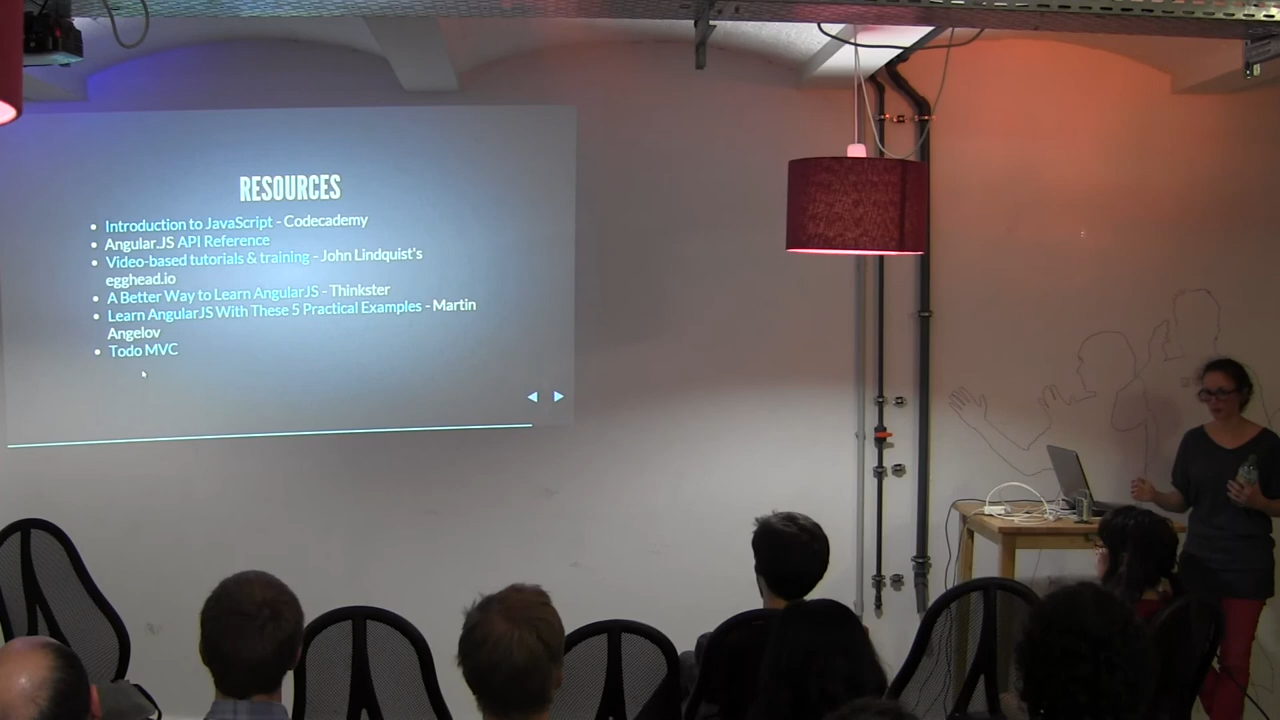 RESOURCES
Introduction to JavaScript - Codecademy
Angular.JS API Reference
Video-based tutorials & training - John Lindquist's
egghead.io
A Better Way to Learn AngularJS - Thinkster
Learn AngularJS With These 5 Practical Examples - Martin
Angelov
Todo MVC